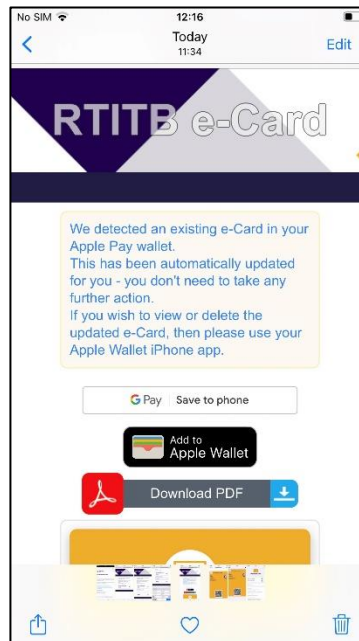 No SIM 12:16
Today
11:34
Edit
RTITB e-Card
We detected an existing e-Card in your
Apple Pay wallet.
This has been automatically updated
for you - you don't need to take any
further action.
If you wish to view or delete the
updated e-Card, then please use your
Apple Wallet iPhone app.
G Pay Save to phone
Add to
Apple Wallet
Download PDF